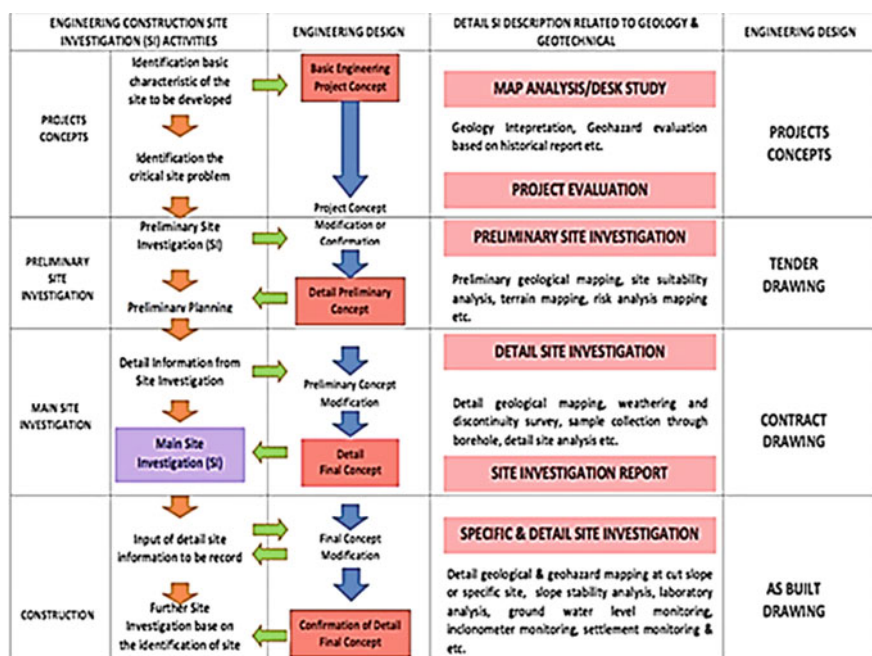 ENGINEERING CONSTRUCTION SITE
INVESTIGATION (SI) ACTIVITIES
ENGINEERING DESIGN
DETAIL SI DESCRIPTION RELATED TO GEOLOGY &
GEOTECHNICAL
ENGINEERING DESIGN
PROJECTS
CONCEPTS
Identification basic
characteristic of the
site to be developed
Identification the
critical site problem
Basic Engineering
Project Concept
Project Concept
Modification or
Confirmation
MAP ANALYSIS/DESK STUDY
Geology Intepretation, Geohazard evaluation
based on historical report etc.
PROJECT EVALUATION
PROJECTS
CONCEPTS
PRELIMINARY
SITE
INVESTIGATION
Preliminary Site
Investigation (SI)
Preliminary Planning
Detail Preliminary
Concept
PRELIMINARY SITE INVESTIGATION
Preliminary geological mapping, site suitability
analysis, terrain mapping, risk analysis mapping
etc.
TENDER
DRAWING
MAIN SITE
INVESTIGATION
Detail Information from
Site Investigation
Main Site
Investigation (SI)
Preliminary Concept
Modification
Detail
Final Concept
DETAIL SITE INVESTIGATION
Detail geological mapping, weathering and
discontinuity survey, sample collection through
borehole, detail site analysis etc.
SITE INVESTIGATION REPORT
CONTRACT
DRAWING
CONSTRUCTION
Input of detail site
information to be record
Further Site
Investigation base on
the identification of site
Final Concept
Modification
Confirmation of Detail
Final Concept
SPECIFIC & DETAIL SITE INVESTIGATION
Detail geological & geohazard mapping at cut slope
or specific site, slope stability analysis, laboratory
analysis, ground water level monitoring,
inclonometer monitoring, settlement monitoring &
etc.
AS BUILT
DRAWING